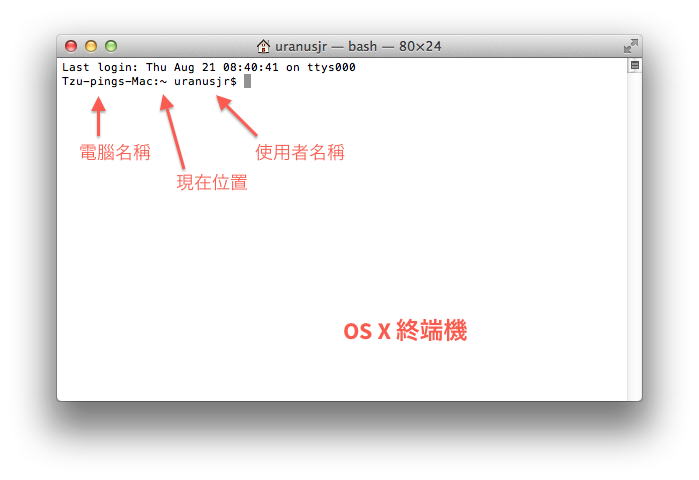 uranusjr — bash — 80×24
Last login: Thu Aug 21 08:40:41 on ttys000
Tzu-pings-Mac:~ uranusjr$
電腦名稱
使用者名稱
現在位置
OS X 終端機